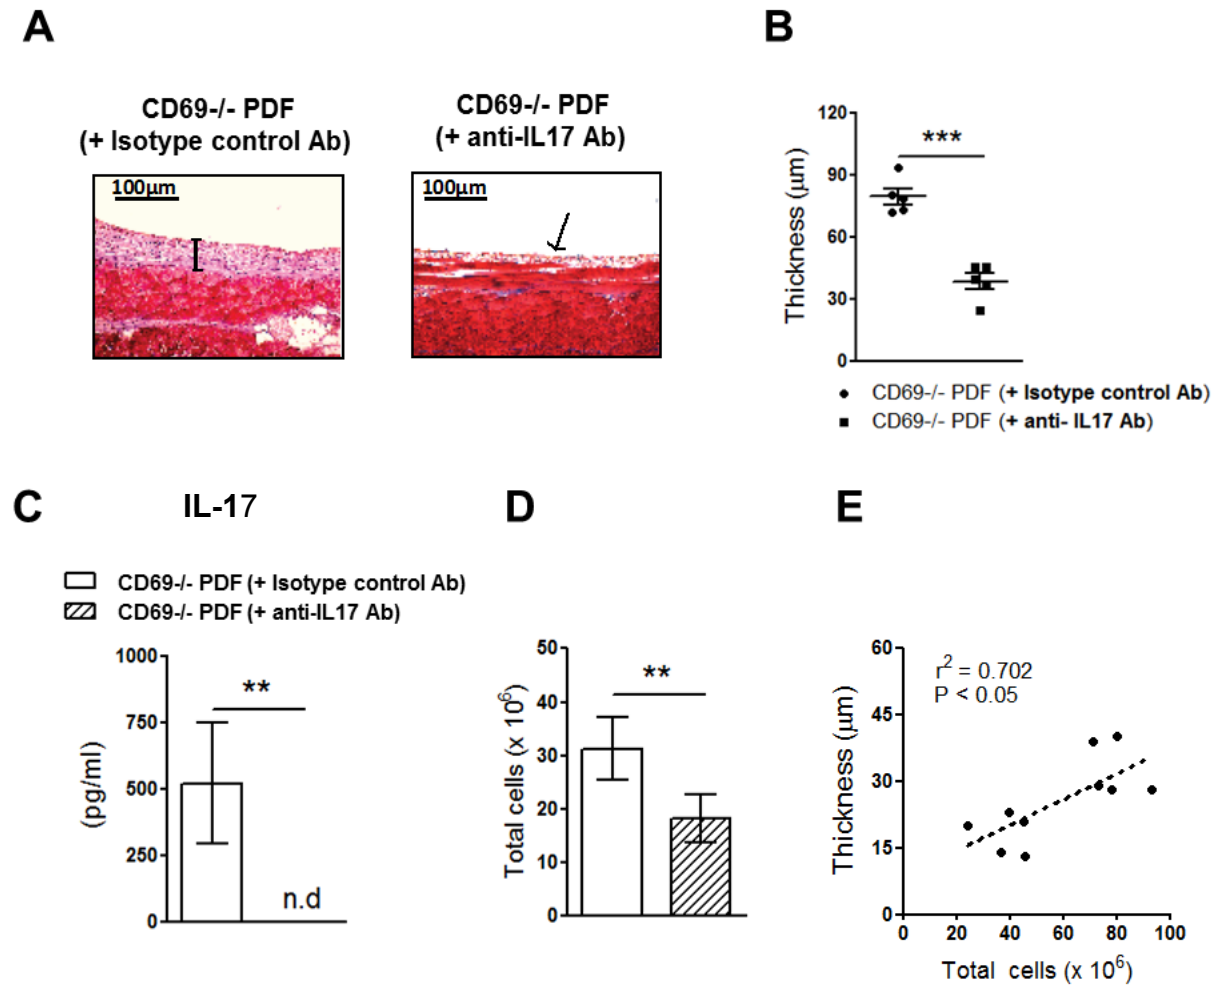 A
CD69-/- PDF
(+ Isotype control Ab)
100µm
CD69-/- PDF
(+ anti-IL17 Ab)
100µm
B
120
90
60
30
0
Thickness (µm)
***
CD69-/- PDF (+ Isotype control Ab)
CD69-/- PDF (+ anti- IL17 Ab)
C
IL-17
CD69-/- PDF (+ Isotype control Ab)
CD69-/- PDF (+ anti-IL17 Ab)
1000
750
500
250
0
(pg/ml)
**
n.d
D
50
40
30
20
10
0
Total cells (x 10⁶)
**
E
60
45
30
15
0
Thickness (µm)
r² = 0.702
P < 0.05
0 20 40 60 80 100
Total cells (x 10⁶)